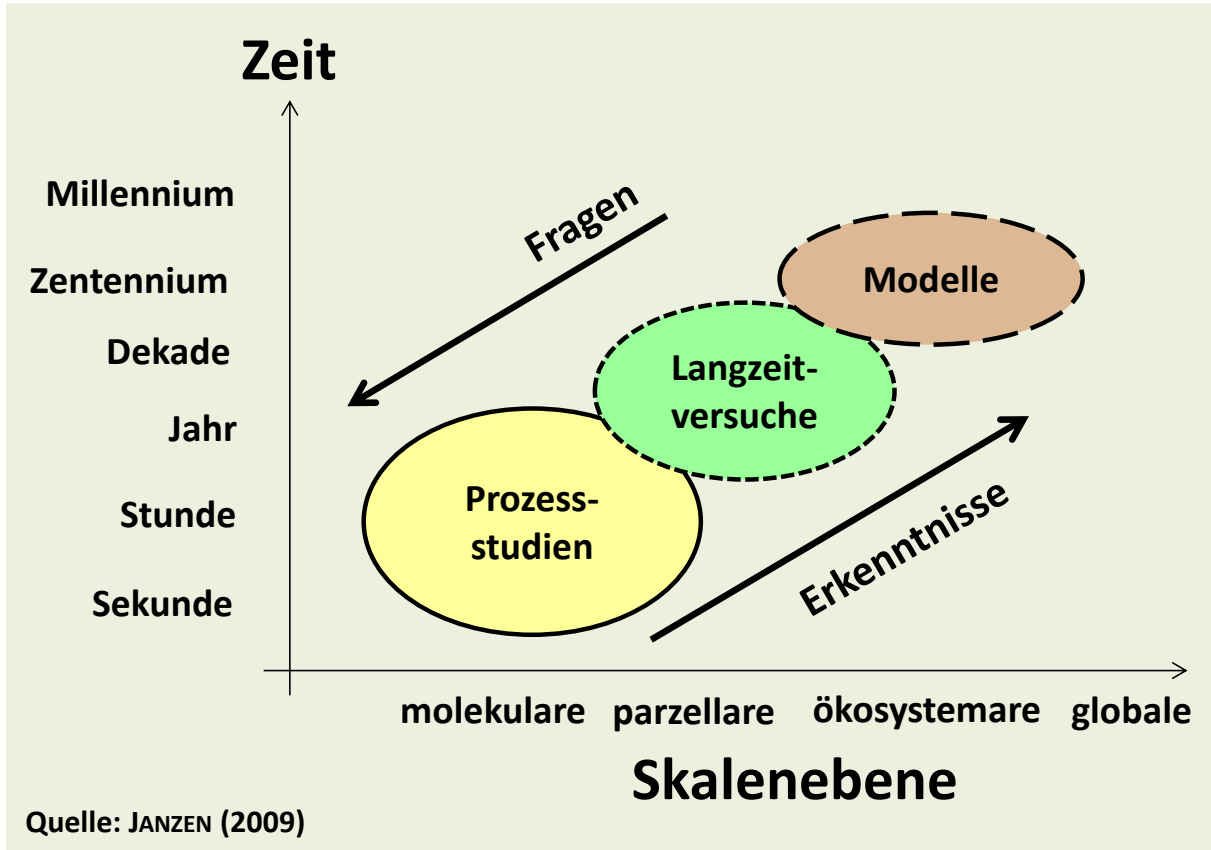 Zeit
Millennium
Zentennium
Dekade
Jahr
Stunde
Sekunde
Fragen
Modelle
Langzeit-
versuche
Prozess-
studien
Erkenntnisse
molekulare parzellare ökosystemare globale
Skalenebene
Quelle: JANZEN (2009)